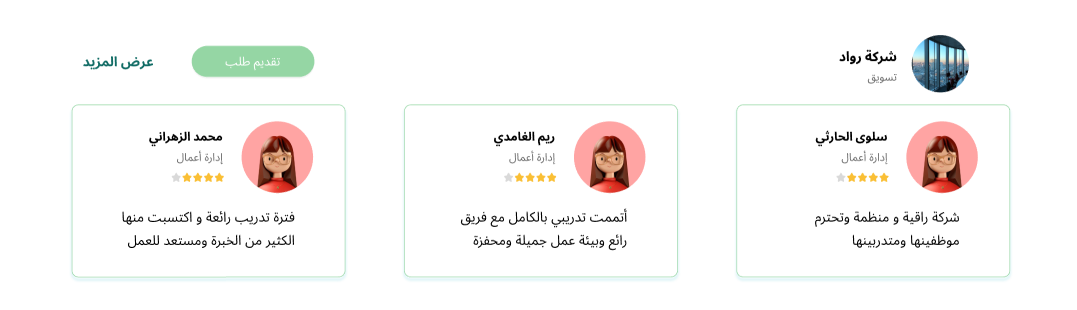 شركة رواد
تسويق
تقديم طلب
عرض المزيد
سلوى الحارثي
إدارة أعمال
شركة راقية و منظمة وتحترم
موظفينها ومتدربينها
ريم الغامدي
إدارة أعمال
أتممت تدريبي بالكامل مع فريق
رائع وبيئة عمل جميلة ومحفزة
محمد الزهراني
إدارة أعمال
فترة تدريب رائعة و اكتسبت منها
الكثير من الخبرة ومستعد للعمل